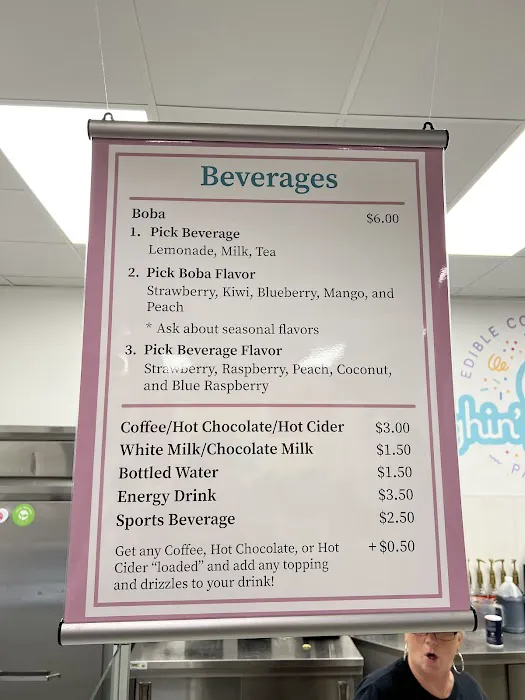 Beverages
Boba $6.00
1. Pick Beverage
Lemonade, Milk, Tea
2. Pick Boba Flavor
Strawberry, Kiwi, Blueberry, Mango, and
Peach
* Ask about seasonal flavors
3. Pick Beverage Flavor
Strawberry, Raspberry, Peach, Coconut,
and Blue Raspberry
Coffee/Hot Chocolate/Hot Cider $3.00
White Milk/Chocolate Milk $1.50
Bottled Water $1.50
Energy Drink $3.50
Sports Beverage $2.50
Get any Coffee, Hot Chocolate, or Hot +$0.50
Cider “loaded” and add any topping
and drizzles to your drink!
EDIBLE